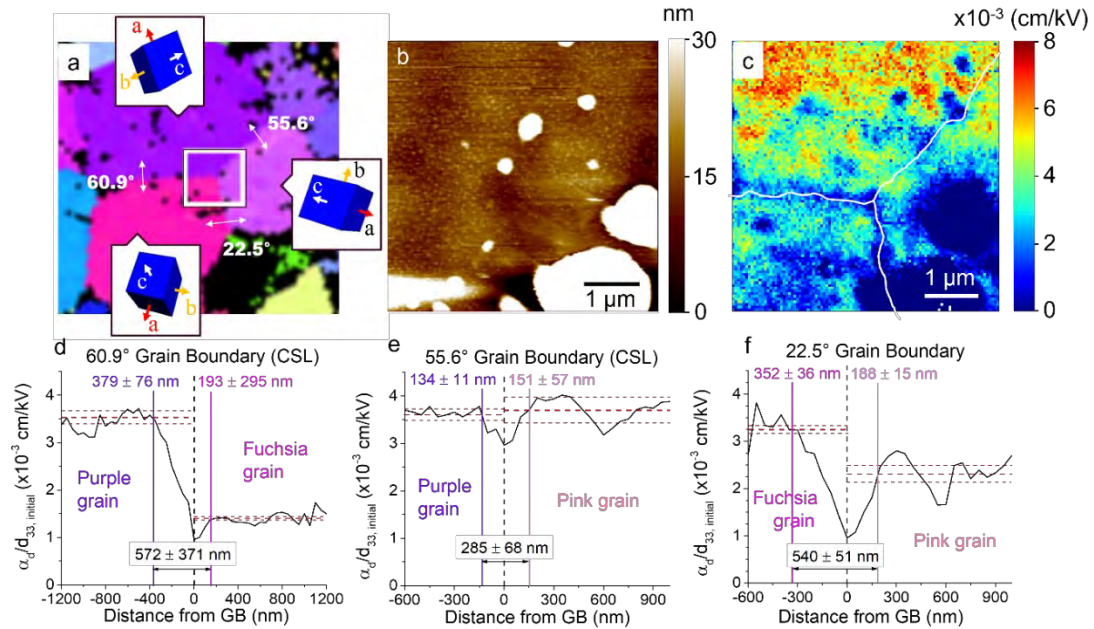 a
a
b
c
55.6°
60.9°
22.5°
b
c
a
c
b
a
nm
b
30
15
0
1 µm
x10⁻³ (cm/kV)
c
8
6
4
2
0
1 µm
d
60.9° Grain Boundary (CSL)
379 ± 76 nm
193 ± 295 nm
α_d/d_33, initial (x10⁻³ cm/kV)
4
3
2
1
0
Purple grain
Fuchsia grain
572 ± 371 nm
-1200 -800 -400 0 400 800 1200
Distance from GB (nm)
e
55.6° Grain Boundary (CSL)
134 ± 11 nm
151 ± 57 nm
α_d/d_33, initial (x10⁻³ cm/kV)
4
3
2
1
0
Purple grain
Pink grain
285 ± 68 nm
-600 -300 0 300 600 900
Distance from GB (nm)
f
22.5° Grain Boundary
352 ± 36 nm
188 ± 15 nm
α_d/d_33, initial (x10⁻³ cm/kV)
4
3
2
1
0
Fuchsia grain
Pink grain
540 ± 51 nm
-600 -300 0 300 600 900
Distance from GB (nm)